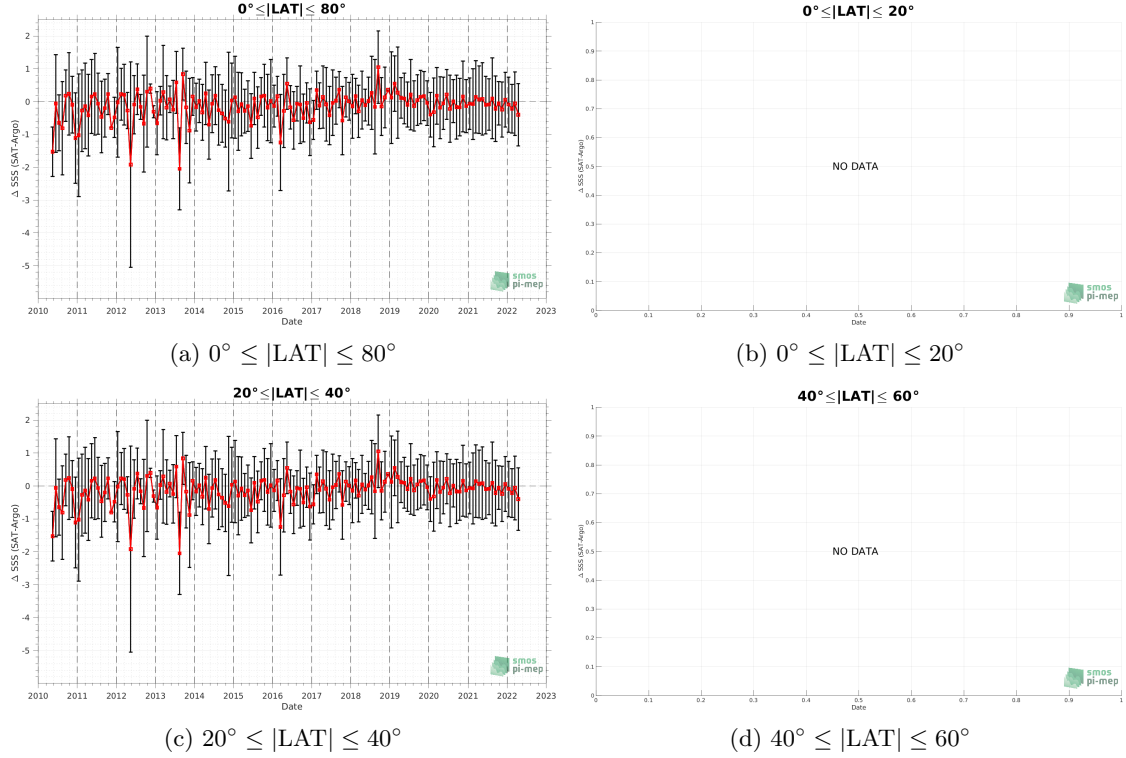 0°≤|LAT|≤ 80°
2
1
0
-1
-2
-3
-4
-5
Δ SSS (SAT-Argo)
2010 2011 2012 2013 2014 2015 2016 2017 2018 2019 2020 2021 2022 2023
Date
smos
pi-mep
(a) 0° ≤ |LAT| ≤ 80°
0°≤|LAT|≤ 20°
1
0.9
0.8
0.7
0.6
0.5
0.4
0.3
0.2
0.1
0
Δ SSS (SAT-Argo)
NO DATA
0 0.1 0.2 0.3 0.4 0.5 0.6 0.7 0.8 0.9 1
Date
smos
pi-mep
(b) 0° ≤ |LAT| ≤ 20°
20°≤|LAT|≤ 40°
2
1
0
-1
-2
-3
-4
-5
Δ SSS (SAT-Argo)
2010 2011 2012 2013 2014 2015 2016 2017 2018 2019 2020 2021 2022 2023
Date
smos
pi-mep
(c) 20° ≤ |LAT| ≤ 40°
40°≤|LAT|≤ 60°
1
0.9
0.8
0.7
0.6
0.5
0.4
0.3
0.2
0.1
0
Δ SSS (SAT-Argo)
NO DATA
0 0.1 0.2 0.3 0.4 0.5 0.6 0.7 0.8 0.9 1
Date
smos
pi-mep
(d) 40° ≤ |LAT| ≤ 60°